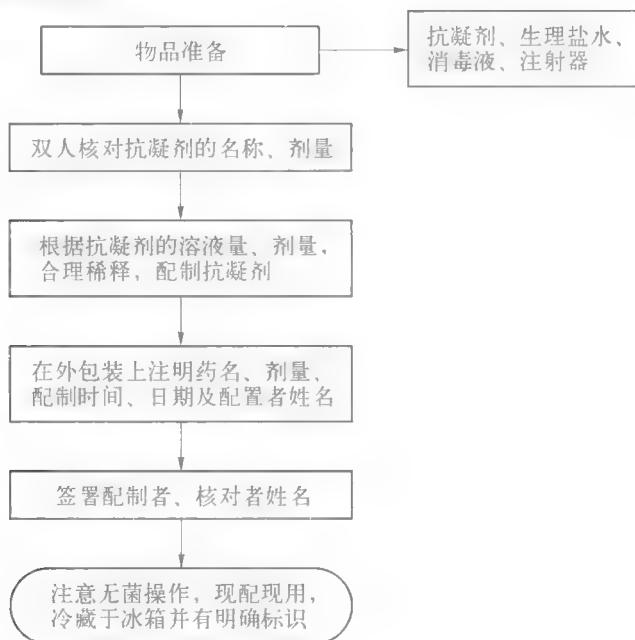 物品准备
抗凝剂、生理盐水、
消毒液、注射器
双人核对抗凝剂的名称、剂量
根据抗凝剂的溶液量、剂量，
合理稀释，配制抗凝剂
在外包装上注明药名、剂量、
配制时间、日期及配置者姓名
签署配制者、核对者姓名
注意无菌操作，现配现用，
冷藏于冰箱并有明确标识